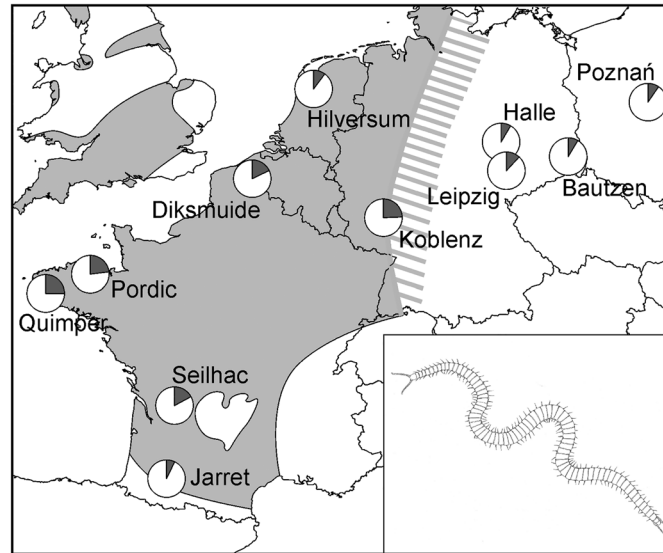 Poznań
Halle
Hilversum
Leipzig
Bautzen
Diksmuide
Koblenz
Pordic
Quimper
Seilhac
Jarret